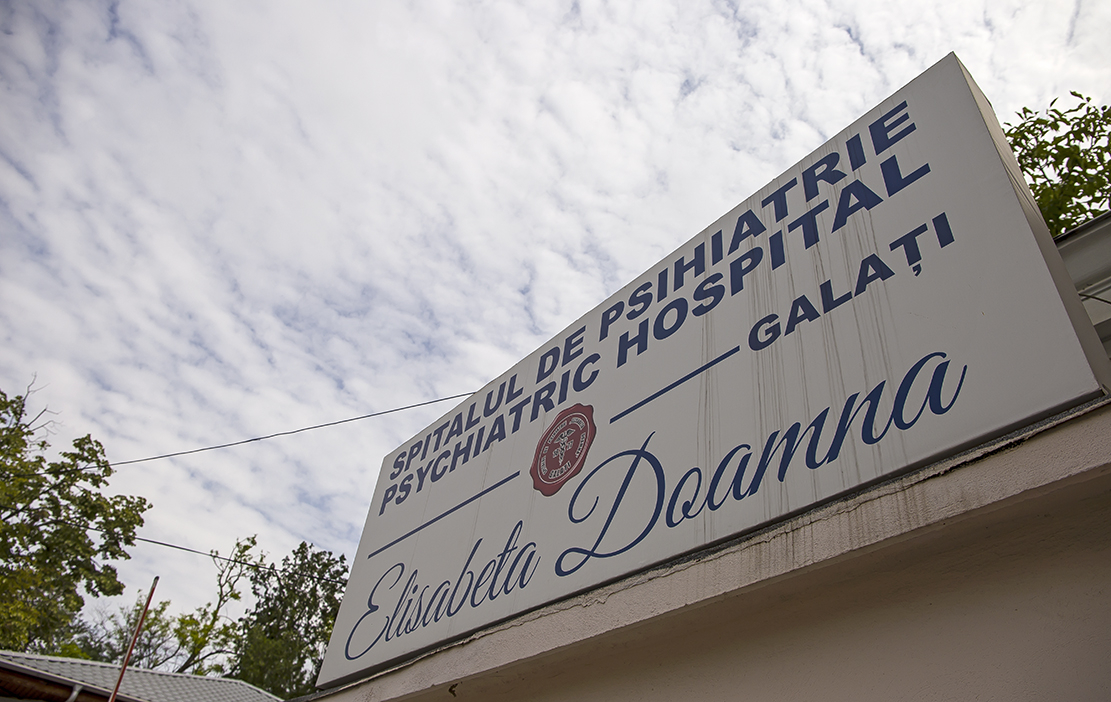 SPITALUL DE PSIHIATRIE
PSYCHIATRIC HOSPITAL
GALAȚI
Elisabeta Doamna